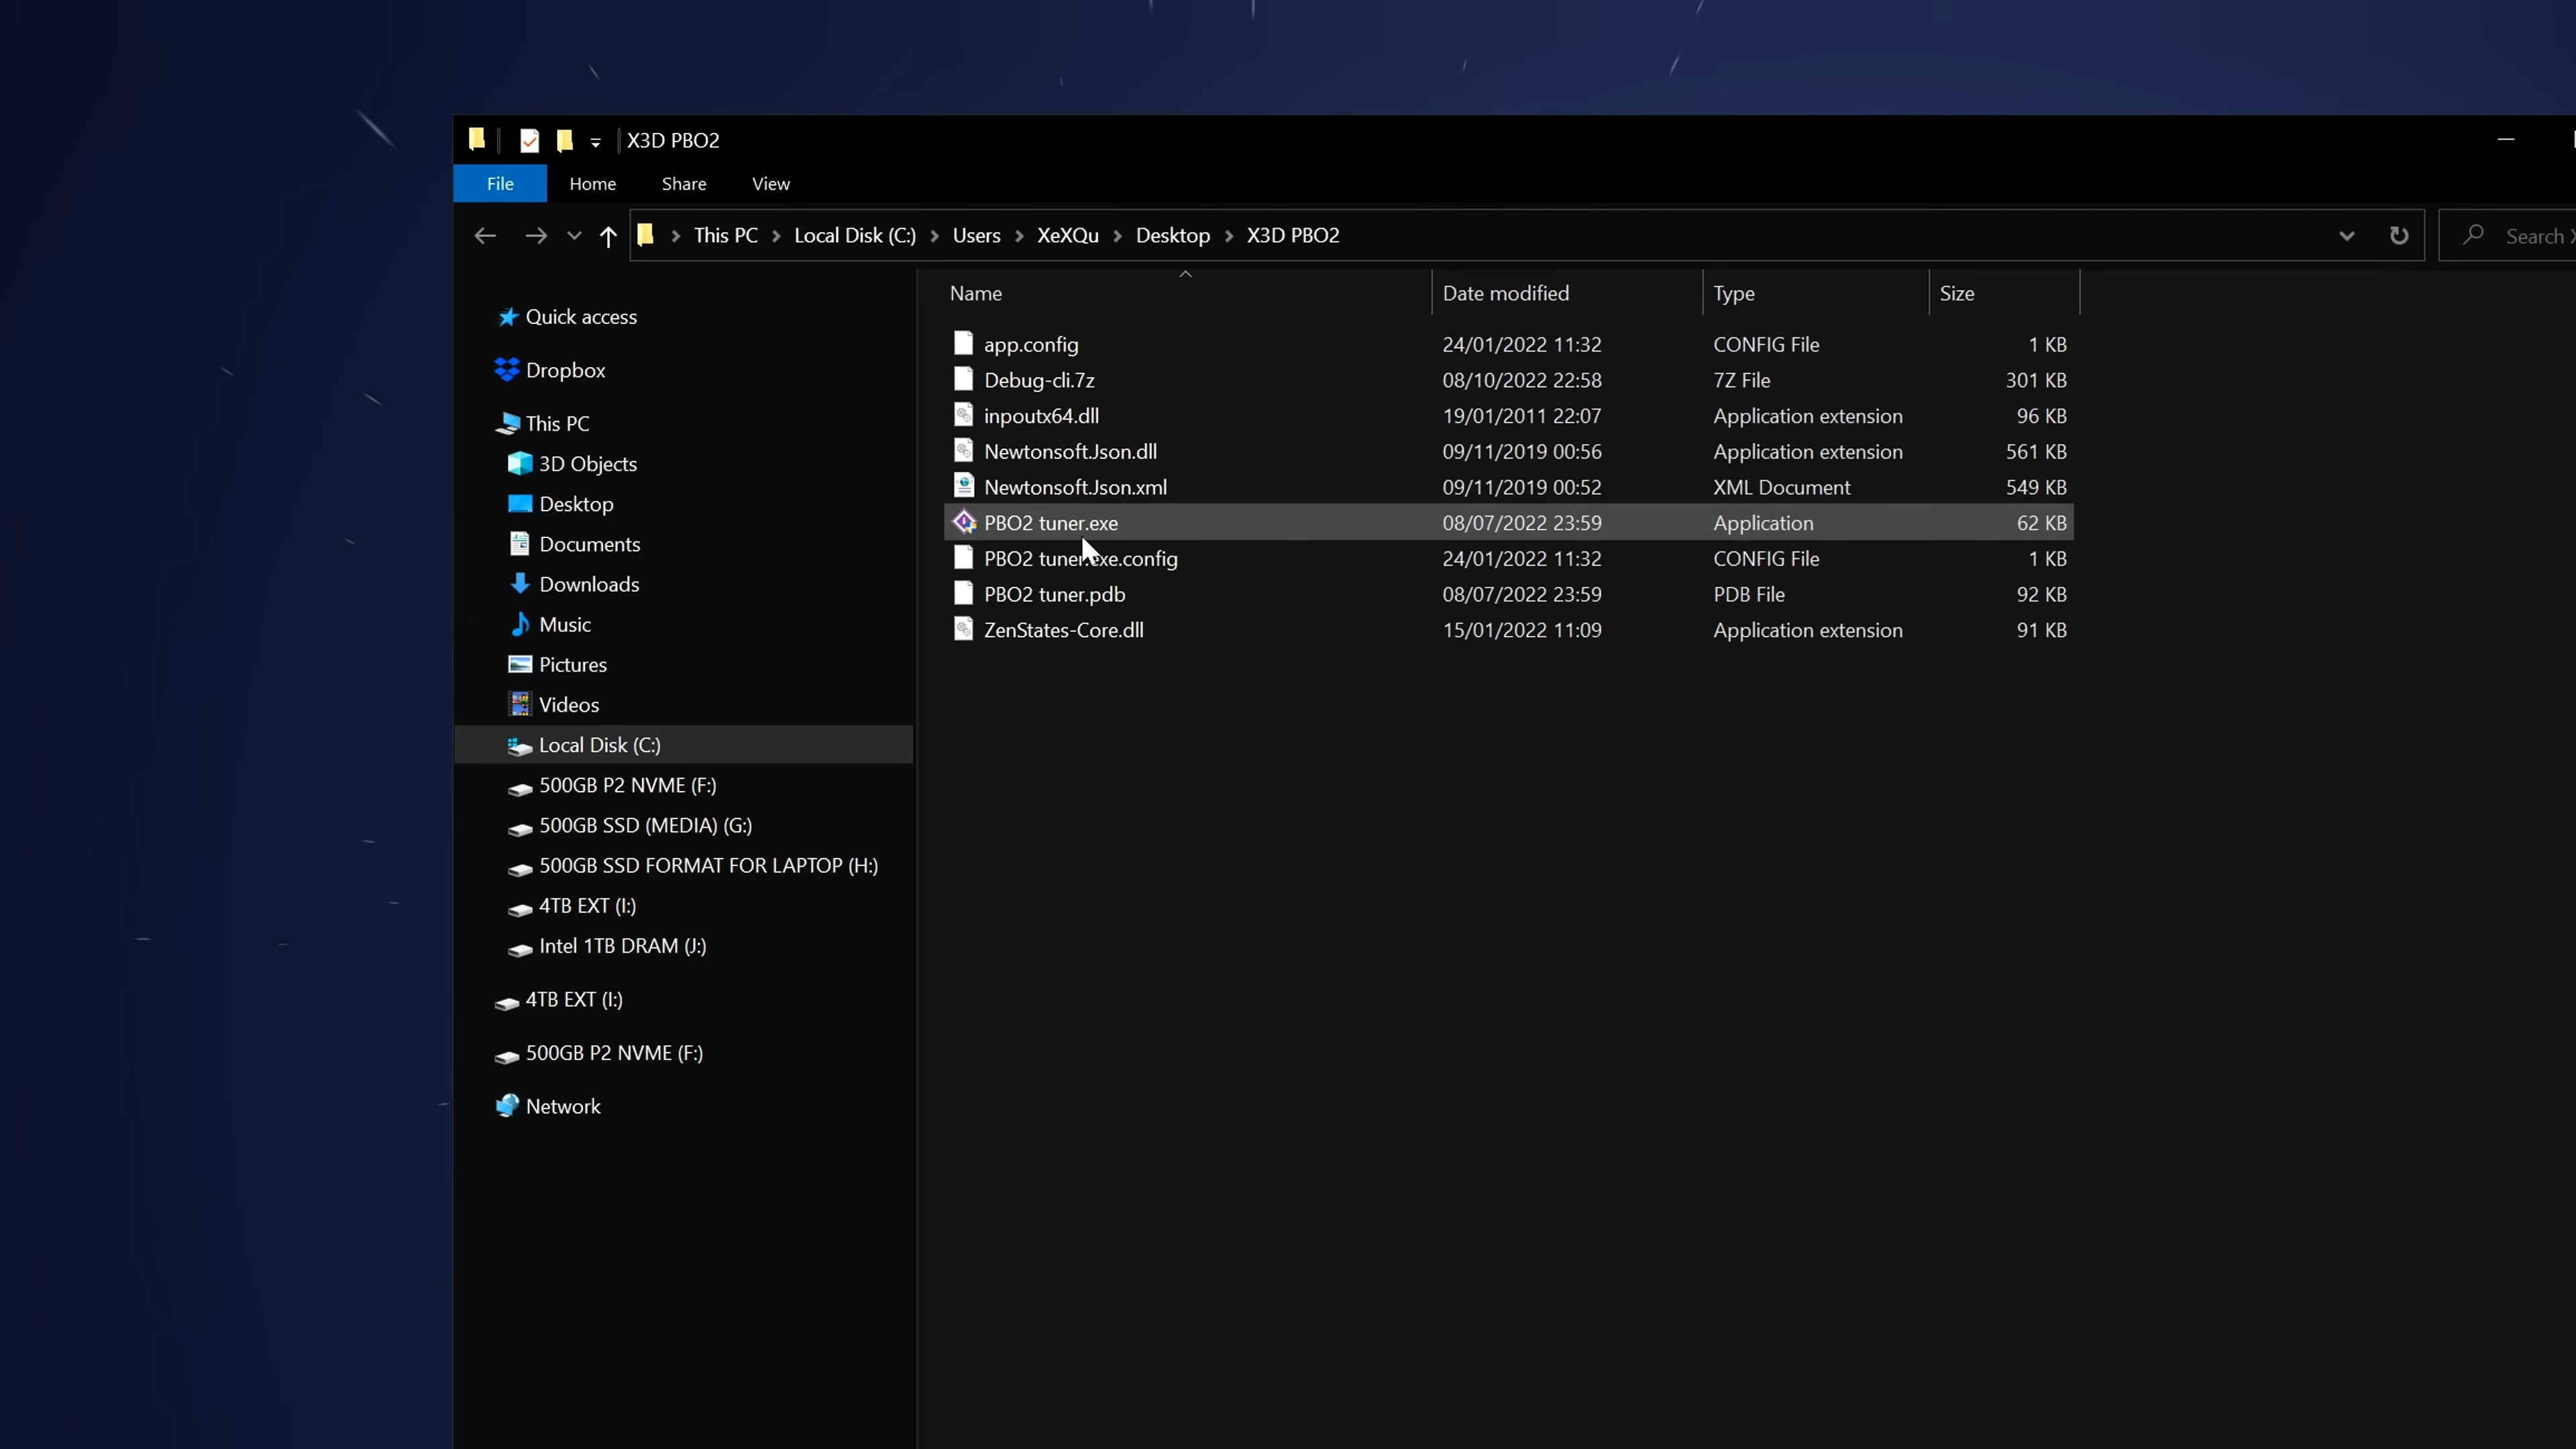 X3D PBO2
File Home Share View
This PC Local Disk (C:) Users XeXQu Desktop X3D PBO2
Search
Name Date modified Type Size
Quick access
Dropbox
This PC
3D Objects
Desktop
Documents
Downloads
Music
Pictures
Videos
Local Disk (C:)
500GB P2 NVME (F:)
500GB SSD (MEDIA) (G:)
500GB SSD FORMAT FOR LAPTOP (H:)
4TB EXT (I:)
Intel 1TB DRAM (J:)
4TB EXT (I:)
500GB P2 NVME (F:)
Network
app.config 24/01/2022 11:32 CONFIG File 1 KB
Debug-cli.7z 08/10/2022 22:58 7Z File 301 KB
inpoutx64.dll 19/01/2011 22:07 Application extension 96 KB
Newtonsoft.Json.dll 09/11/2019 00:56 Application extension 561 KB
Newtonsoft.Json.xml 09/11/2019 00:52 XML Document 549 KB
PBO2 tuner.exe 08/07/2022 23:59 Application 62 KB
PBO2 tuner.exe.config 24/01/2022 11:32 CONFIG File 1 KB
PBO2 tuner.pdb 08/07/2022 23:59 PDB File 92 KB
ZenStates-Core.dll 15/01/2022 11:09 Application extension 91 KB